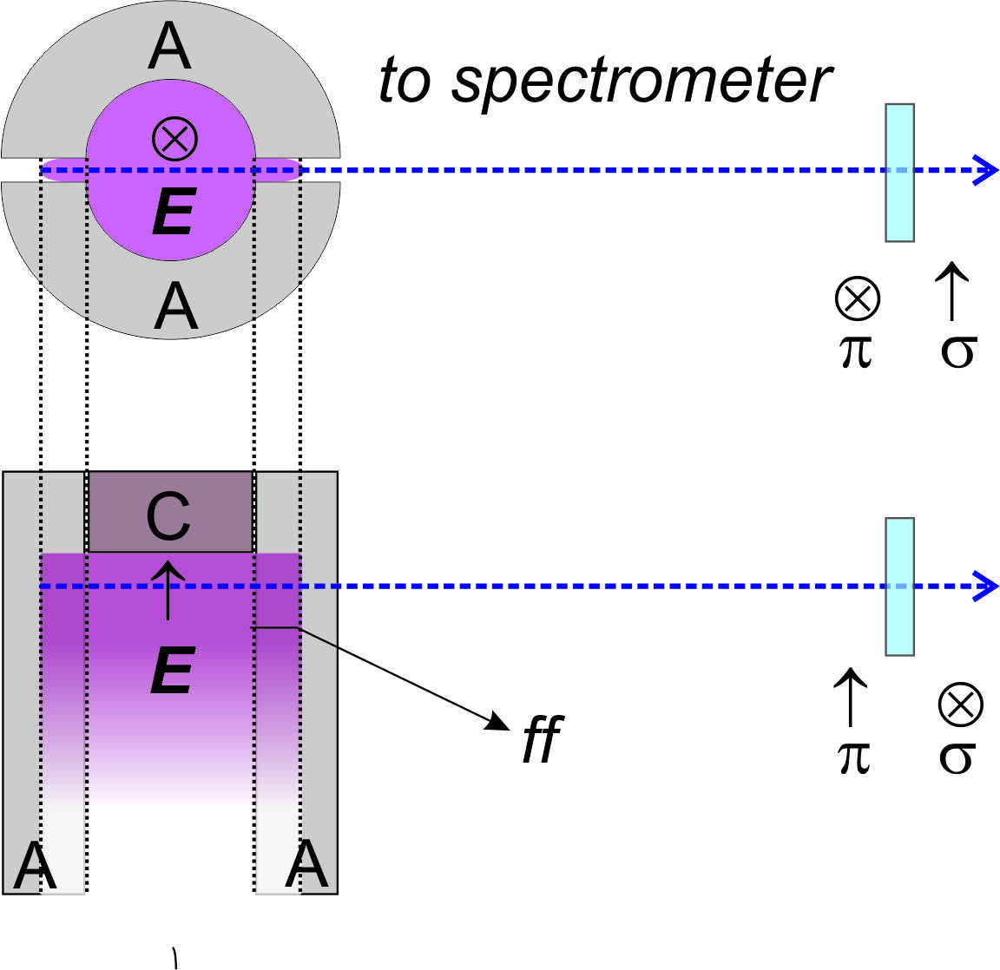 A
to spectrometer
E
A
π σ
C
E
ff
π σ
A A